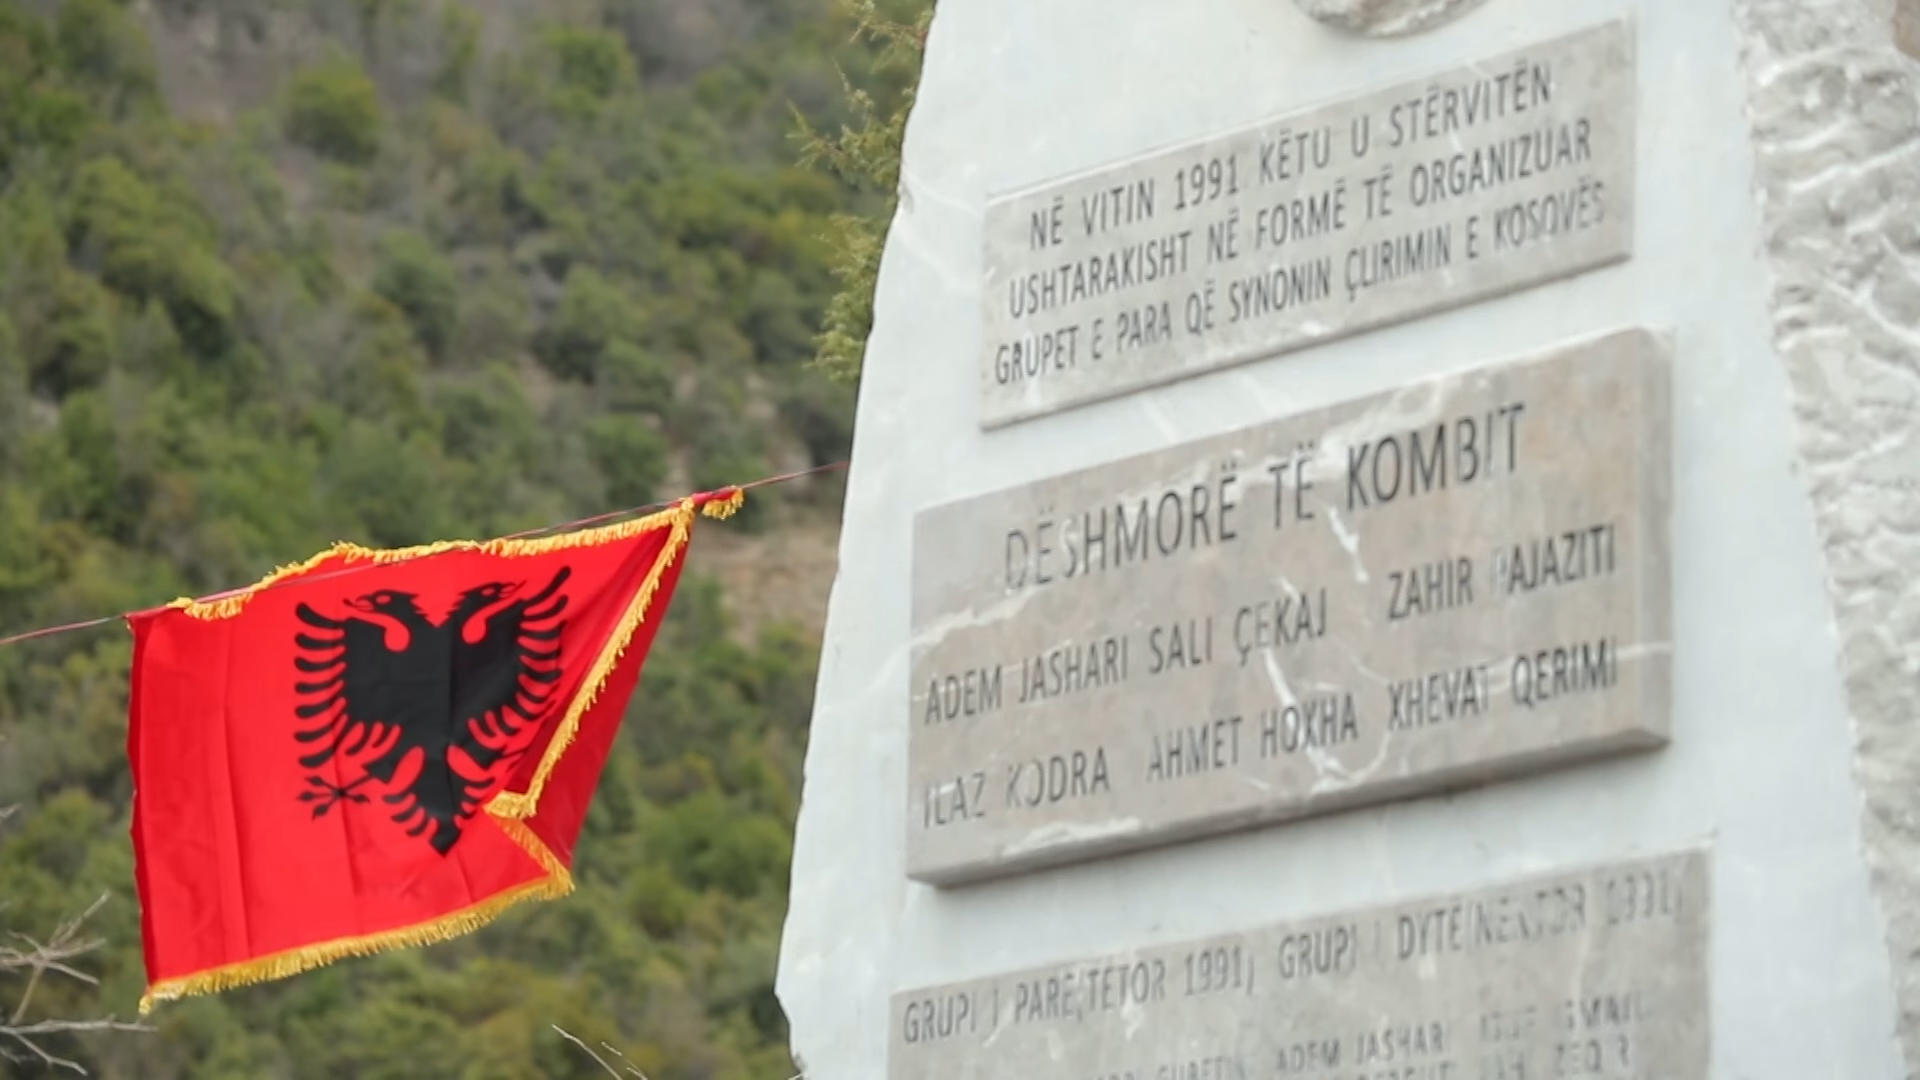 NË VITIN 1991 KËTU U STËRVITËN
USHTARAKISHT NË FORMË TË ORGANIZUAR
GRUPET E PARA QË SYNONIN ÇLIRIMIN E KOSOVËS
DËSHMORË TË KOMBIT
ADEM JASHARI SALI ÇEKAJ ZAHIR PAJAZITI
ILAZ KODRA AHMET HOXHA XHEVAT QERIMI
GRUPI I PARË(TETOR 1991) GRUPI I DYTË(NËNTOR 1991)
ADEM JASHARI